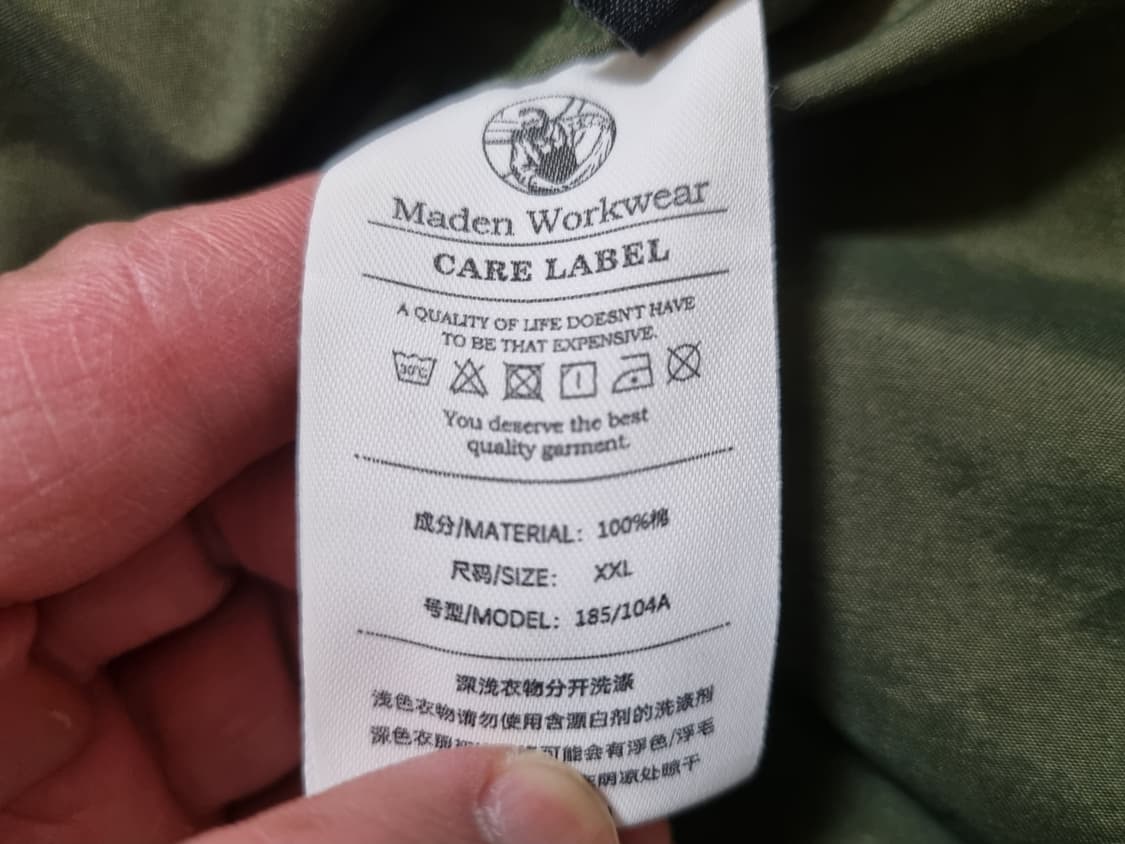 Maden Workwear
CARE LABEL
A QUALITY OF LIFE DOESN'T HAVE
TO BE THAT EXPENSIVE.
30°C
You deserve the best
quality garment.
成分/MATERIAL: 100%棉
尺码/SIZE: XXL
号型/MODEL: 185/104A
深浅衣物分开洗涤
浅色衣物请勿使用含漂白剂的洗涤剂
深色衣服 可能会有浮色/浮毛
阴凉处晾干